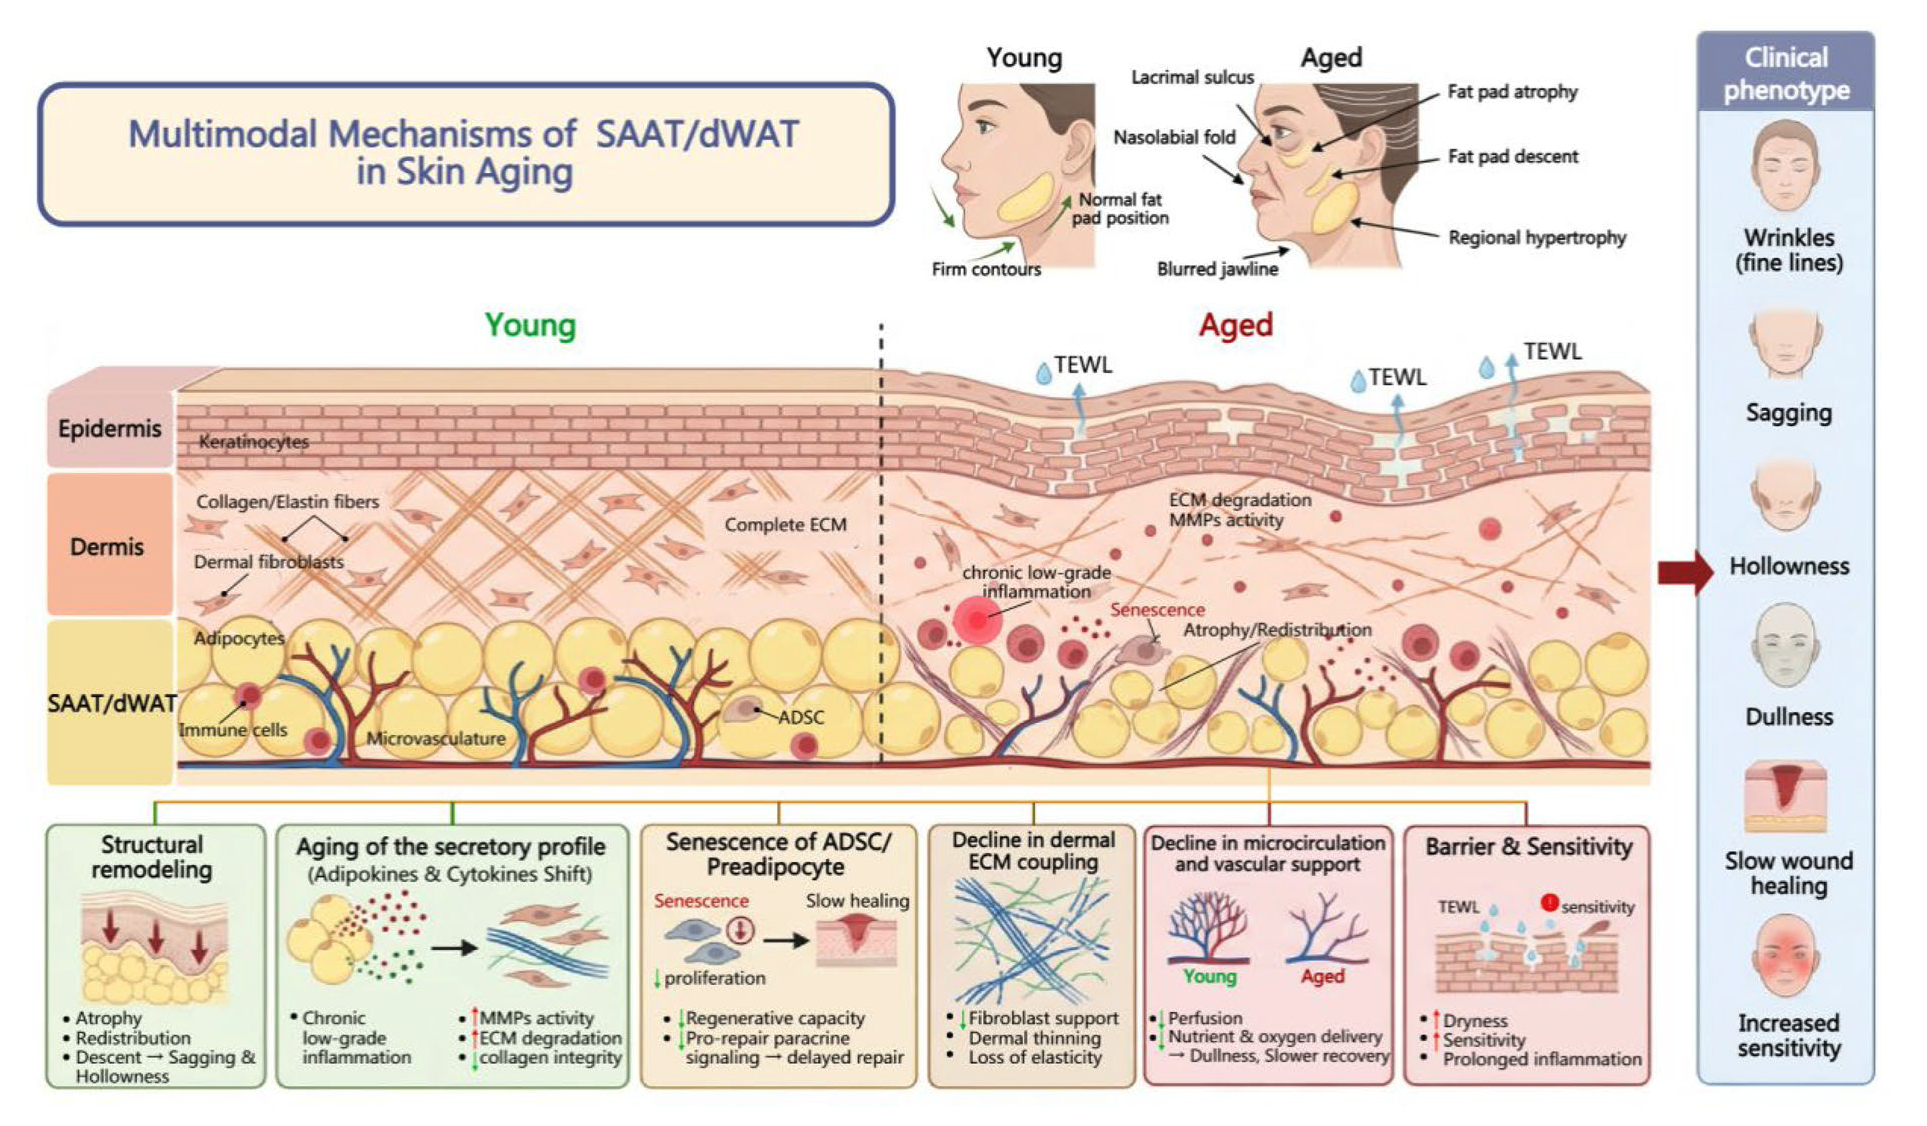 Multimodal Mechanisms of SAAT/dWAT
in Skin Aging
Young
Normal fat
pad position
Firm contours
Aged
Lacrimal sulcus
Nasolabial fold
Blurred jawline
Fat pad atrophy
Fat pad descent
Regional hypertrophy
Young
Aged
TEWL
TEWL
TEWL
Epidermis
Keratinocytes
Dermis
Collagen/Elastin fibers
Dermal fibroblasts
Complete ECM
ECM degradation
MMPs activity
chronic low-grade
inflammation
Senescence
Atrophy/Redistribution
SAAT/dWAT
Adipocytes
Immune cells
Microvasculature
ADSC
Structural
remodeling
• Atrophy
• Redistribution
• Descent → Sagging &
Hollowness
Aging of the secretory profile
(Adipokines & Cytokines Shift)
• Chronic
low-grade
inflammation
• ↑MMPs activity
• ↑ECM degradation
• ↓collagen integrity
Senescence of ADSC/
Preadipocyte
Senescence
Slow healing
↓proliferation
• ↓Regenerative capacity
• ↓Pro-repair paracrine
signaling → delayed repair
Decline in dermal
ECM coupling
• ↓Fibroblast support
• Dermal thinning
• Loss of elasticity
Decline in microcirculation
and vascular support
Young
Aged
• ↓Perfusion
• ↓Nutrient & oxygen delivery
→ Dullness, Slower recovery
Barrier & Sensitivity
TEWL
! sensitivity
• ↑Dryness
• ↑Sensitivity
• Prolonged inflammation
Clinical
phenotype
Wrinkles
(fine lines)
Sagging
Hollowness
Dullness
Slow wound
healing
Increased
sensitivity